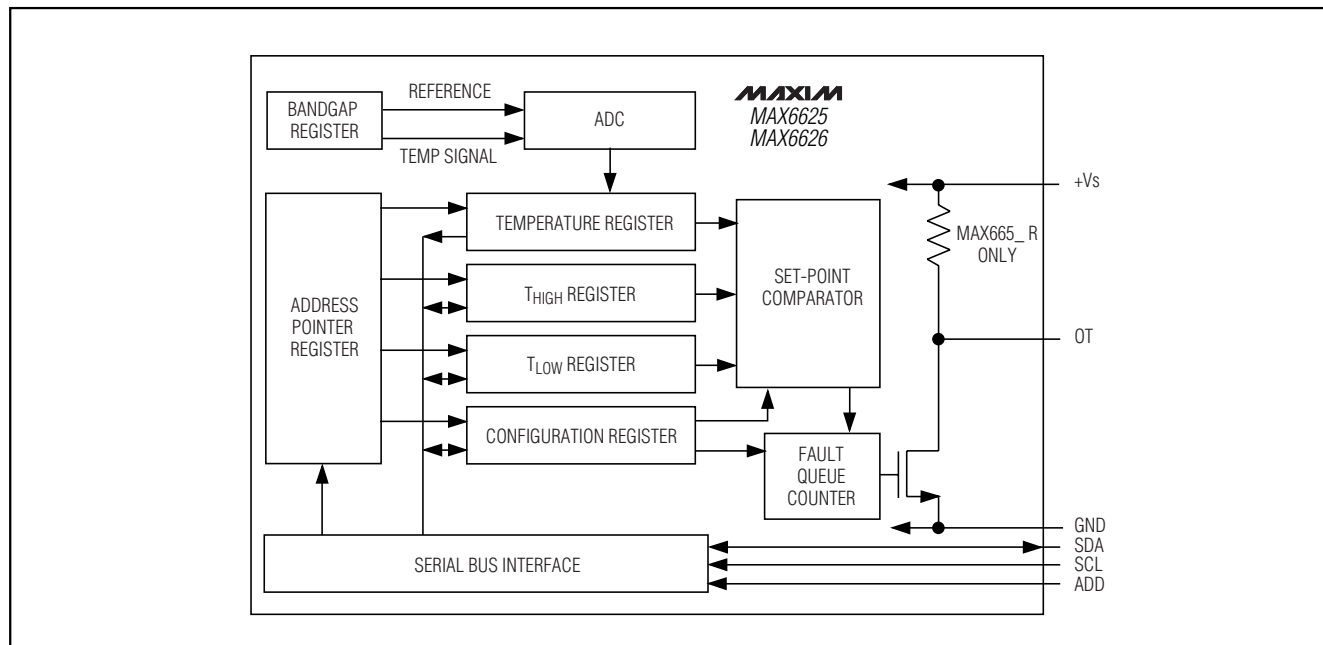 BANDGAP
REGISTER
REFERENCE
TEMP SIGNAL
ADC
MAXIM
MAX6625
MAX6626
+Vs
MAX665_ R
ONLY
OT
ADDRESS
POINTER
REGISTER
TEMPERATURE REGISTER
THIGH REGISTER
TLOW REGISTER
CONFIGURATION REGISTER
SET-POINT
COMPARATOR
FAULT
QUEUE
COUNTER
SERIAL BUS INTERFACE
GND
SDA
SCL
ADD